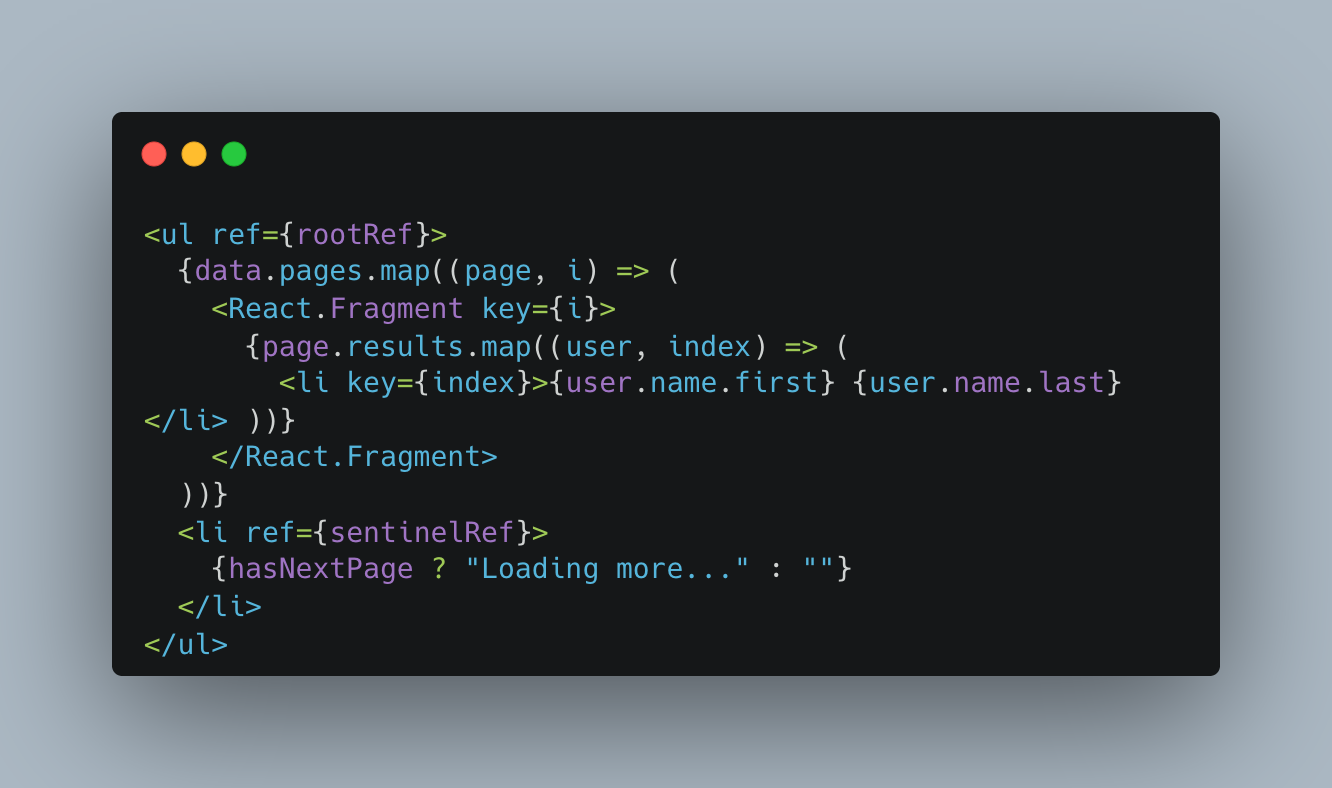 <ul ref={rootRef}>
  {data.pages.map((page, i) => (
    <React.Fragment key={i}>
      {page.results.map((user, index) => (
        <li key={index}>{user.name.first} {user.name.last}
</li> ))}
    </React.Fragment>
  ))}
  <li ref={sentinelRef}>
    {hasNextPage ? "Loading more..." : ""}
  </li>
</ul>